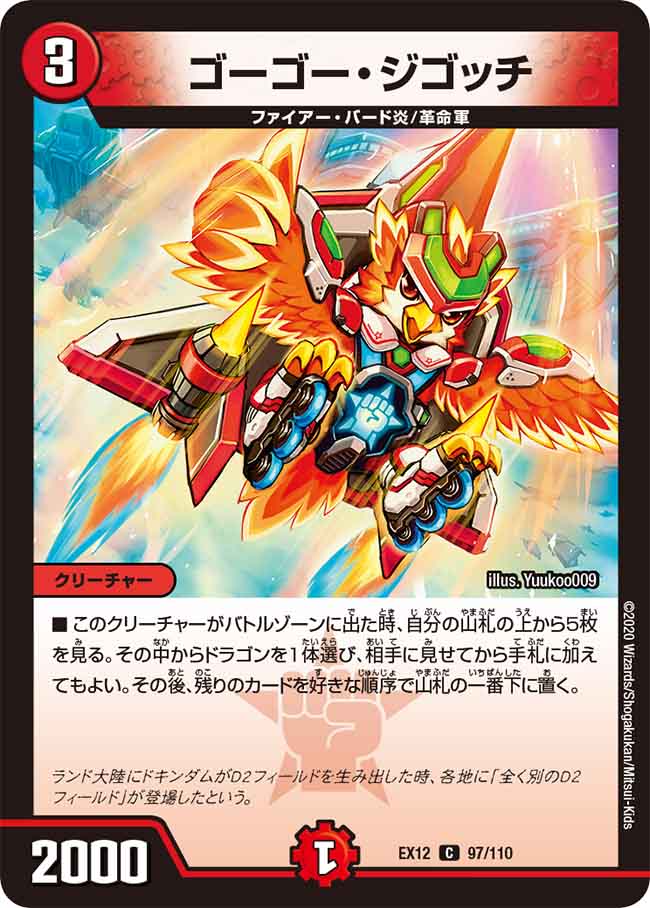 3
ゴーゴー・ジゴッチ
ファイアー・バード炎/革命軍
クリーチャー
illus. Yuukoo009
■ このクリーチャーがバトルゾーンに出た時、自分の山札の上から5枚
を見る。その中からドラゴンを1体選び、相手に見せてから手札に加え
てもよい。その後、残りのカードを好きな順序で山札の一番下に置く。
ランド大陸にドキンダムがD2フィールドを生み出した時、各地に「全く別のD2
フィールド」が登場したという。
©2020 Wizards/Shogakukan/Mitsui-Kids
2000
1
EX12 C 97/110